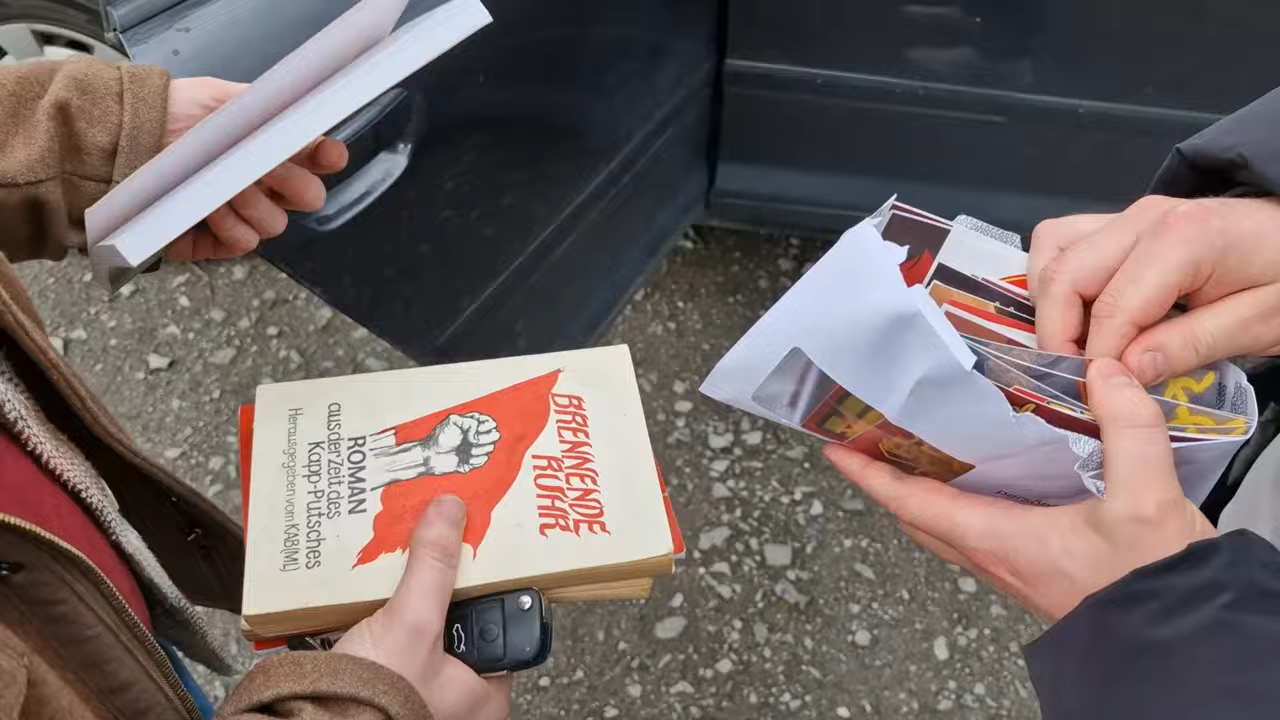 BRENNENDE
RUHR
ROMAN
aus der Zeit des
Kapp-Putsches
Herausgegeben vom KAB(ML)